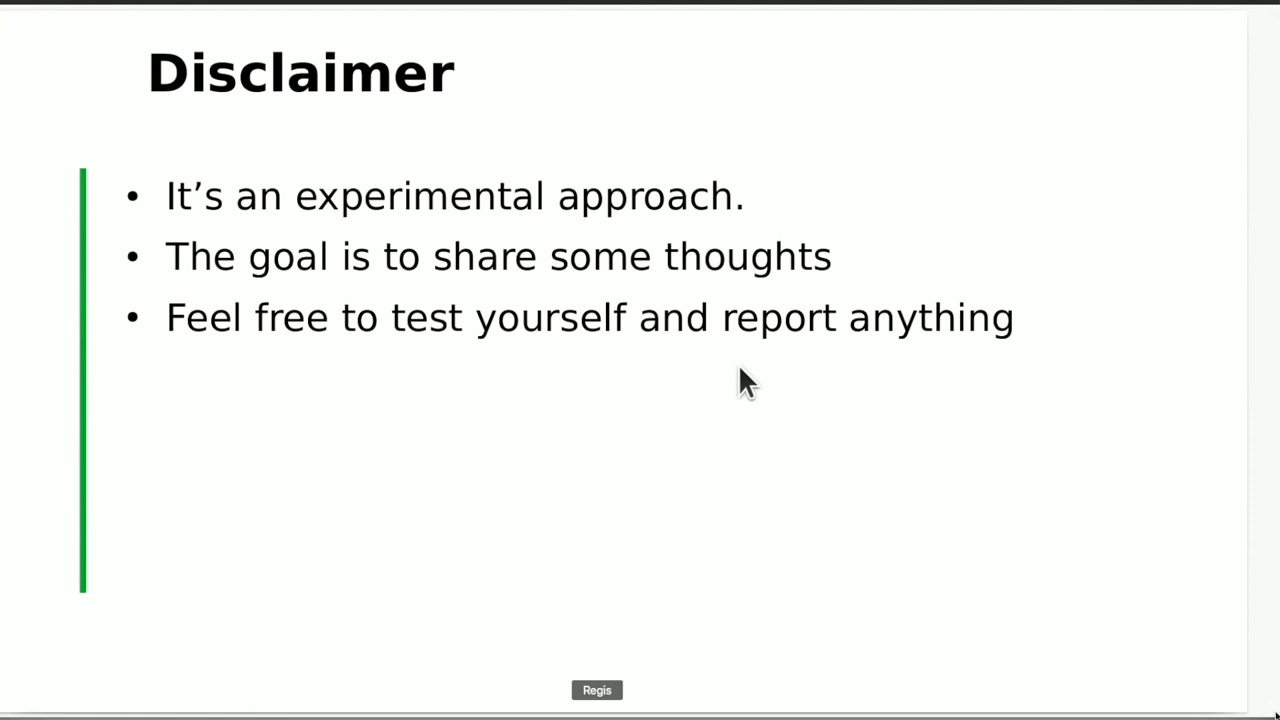 Disclaimer
• It’s an experimental approach.
• The goal is to share some thoughts
• Feel free to test yourself and report anything
Regis